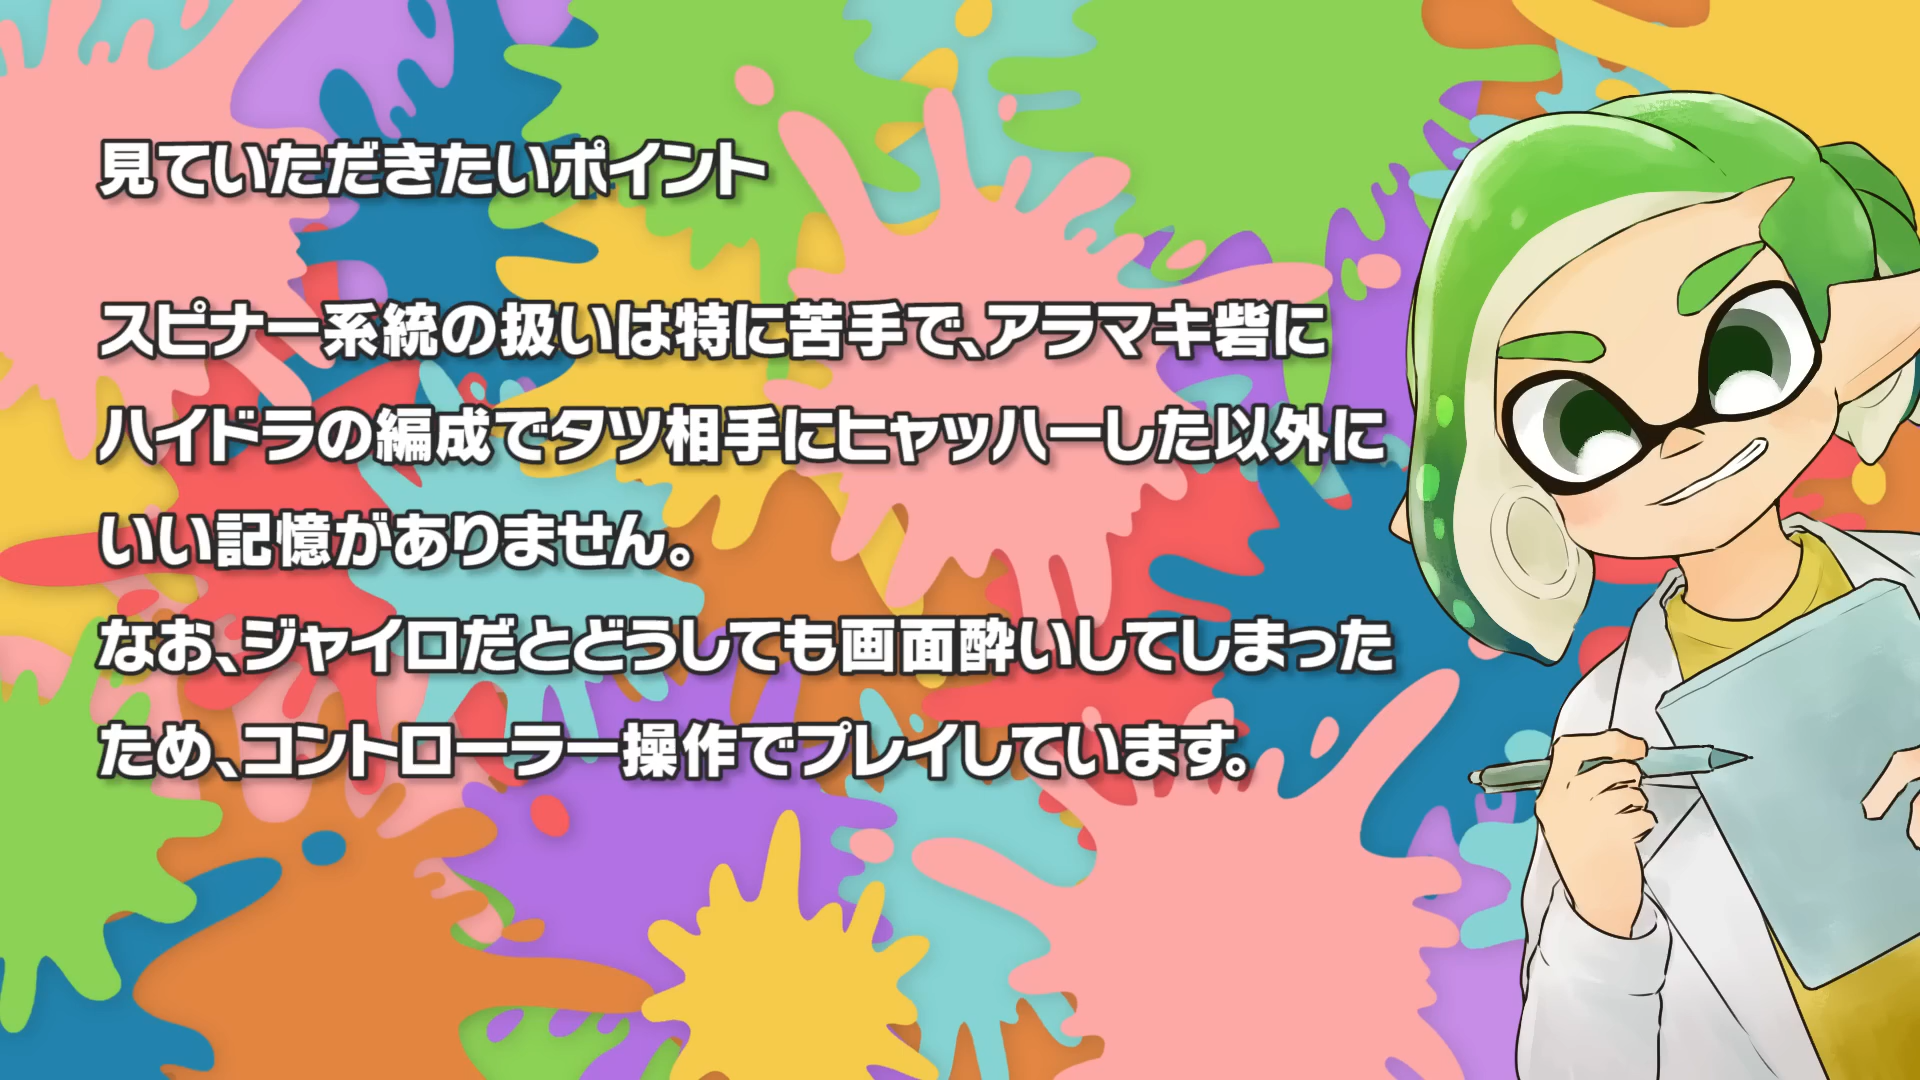 見ていただきたいポイント
スピナー系統の扱いは特に苦手で、アラマキ砦に
ハイドラの編成でタツ相手にヒャッハーした以外に
いい記憶がありません。
なお、ジャイロだとどうしても画面酔いしてしまった
ため、コントローラー操作でプレイしています。